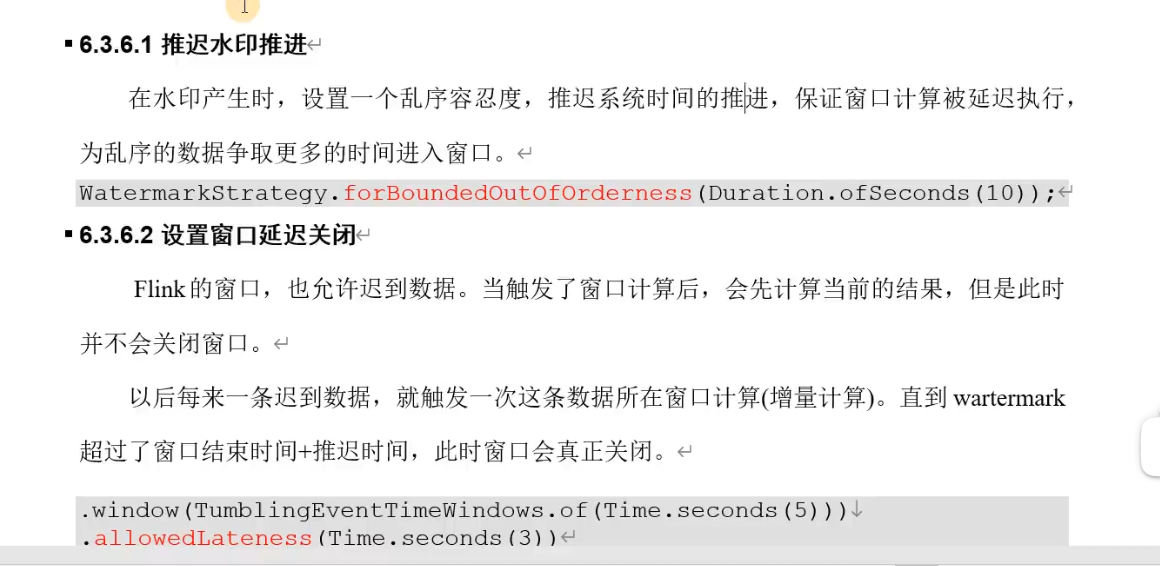 6.3.6.1 推迟水印推进
在水印产生时，设置一个乱序容忍度，推迟系统时间的推进，保证窗口计算被延迟执行，
为乱序的数据争取更多的时间进入窗口。
WatermarkStrategy.forBoundedOutOfOrderness(Duration.ofSeconds(10));
6.3.6.2 设置窗口延迟关闭
Flink的窗口，也允许迟到数据。当触发了窗口计算后，会先计算当前的结果，但是此时
并不会关闭窗口。
以后每来一条迟到数据，就触发一次这条数据所在窗口计算(增量计算)。直到 wartermark
超过了窗口结束时间+推迟时间，此时窗口会真正关闭。
.window(TumblingEventTimeWindows.of(Time.seconds(5)))
.allowedLateness(Time.seconds(3))